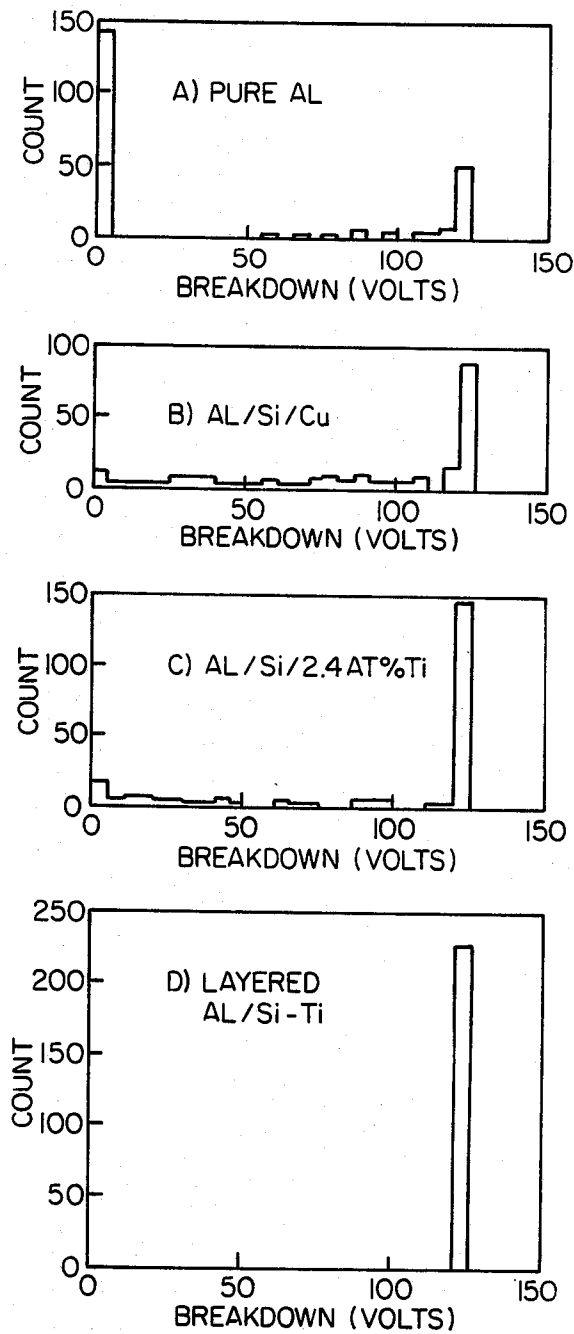 150
100
50
0
COUNT
A) PURE AL
0 50 100 150
BREAKDOWN (VOLTS)
100
50
0
COUNT
B) AL/Si/Cu
0 50 100 150
BREAKDOWN (VOLTS)
150
100
50
0
COUNT
C) AL/Si/2.4AT%Ti
0 50 100 150
BREAKDOWN (VOLTS)
250
200
150
100
50
0
COUNT
D) LAYERED
AL/Si-Ti
0 50 100 150
BREAKDOWN (VOLTS)